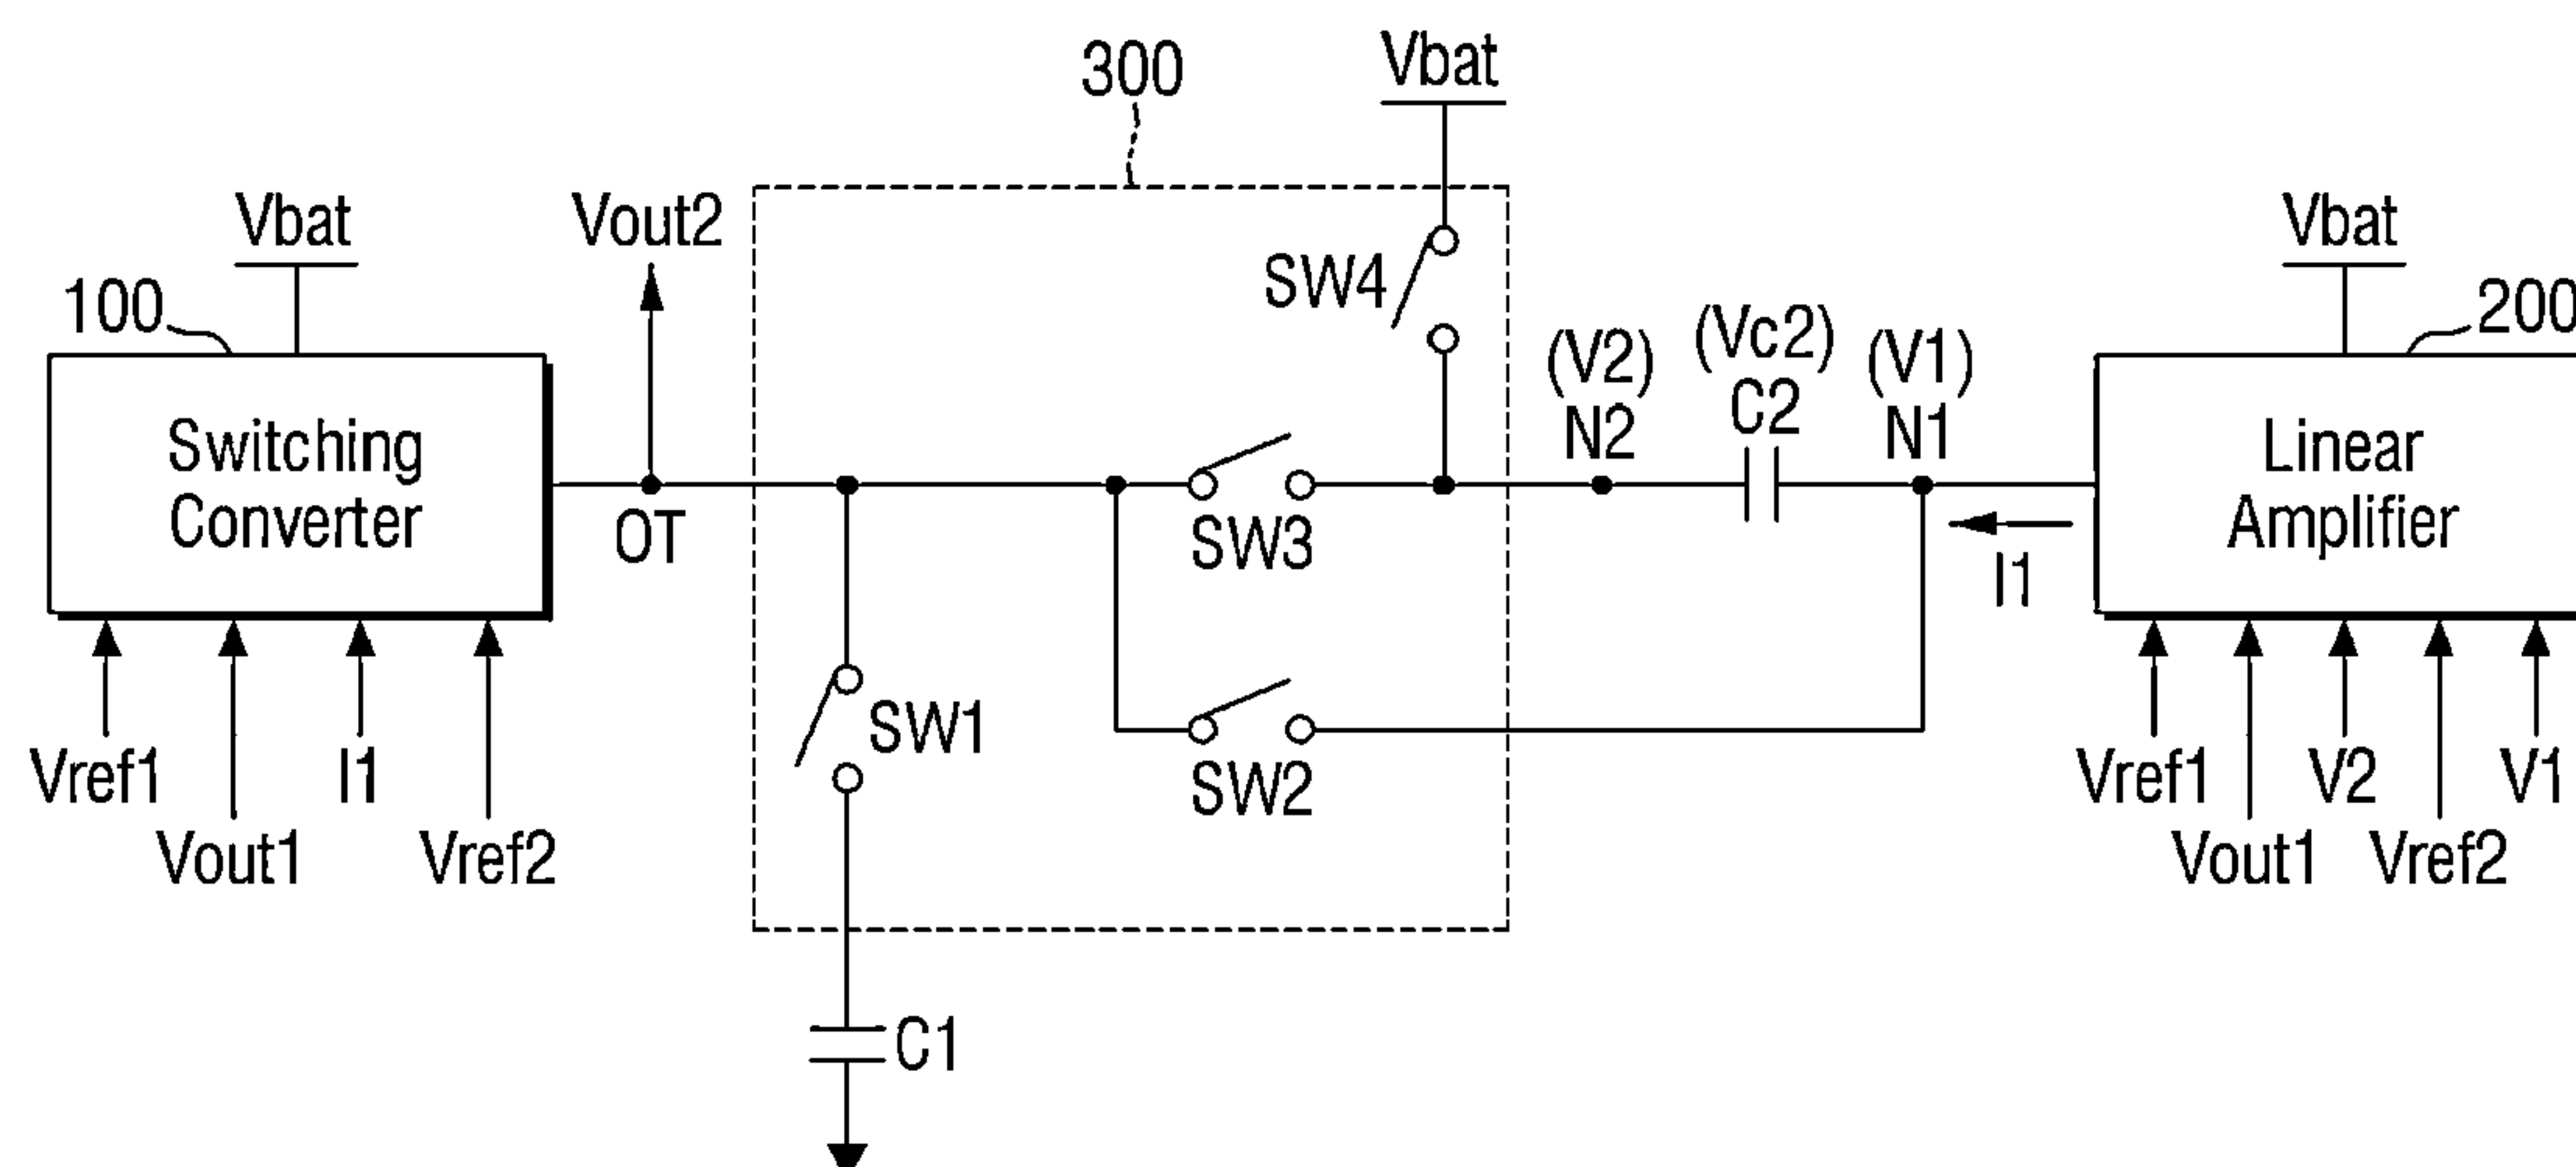 300
Vbat
Vbat
Vout2
Vbat
100
SW4
(V2)
N2
(Vc2)
C2
(V1)
N1
200
Switching
Converter
OT
SW3
Linear
Amplifier
I1
SW1
SW2
Vref1
Vout1
I1
Vref2
Vref1
Vout1
V2
Vref2
V1
C1